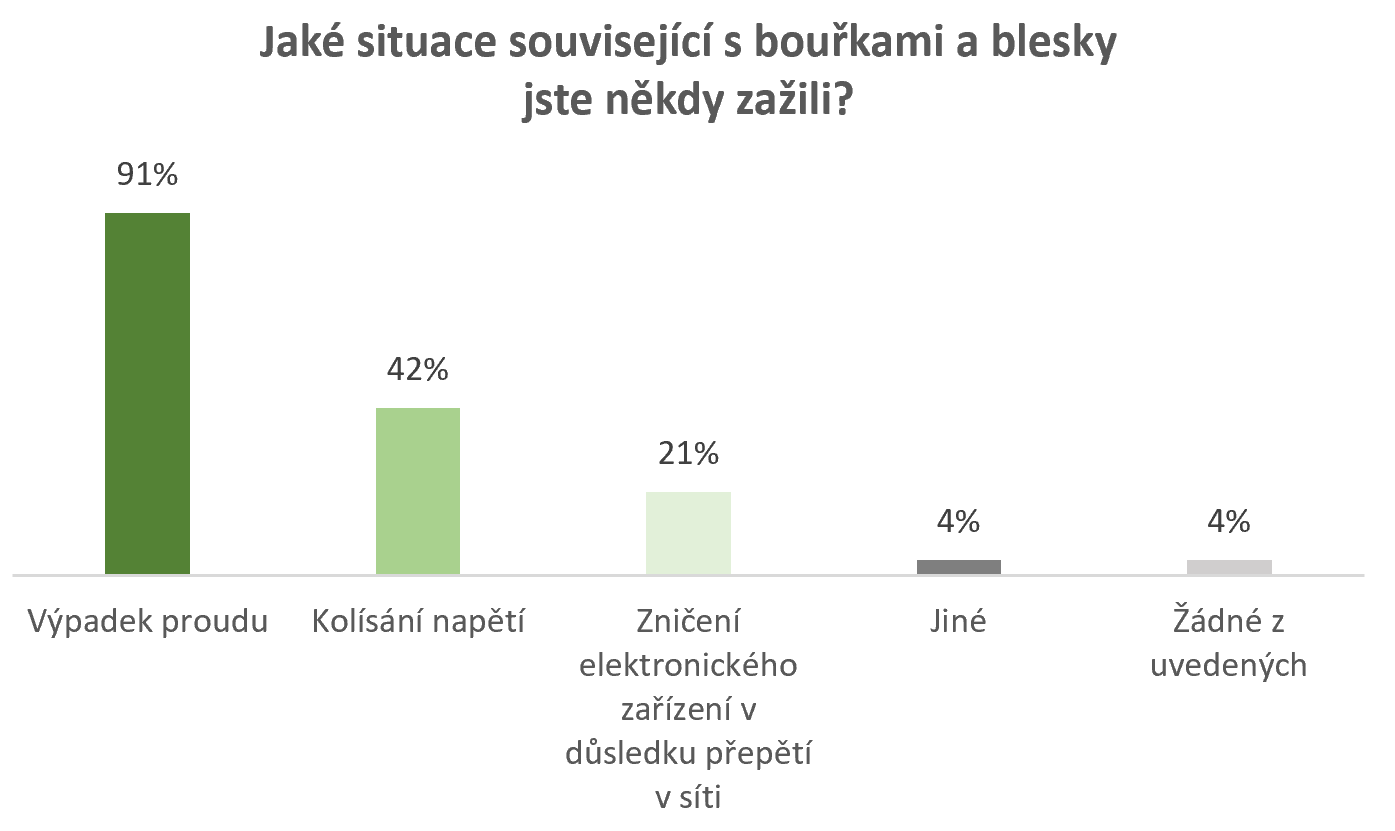 Jaké situace související s bouřkami a blesky
jste někdy zažili?
91%
42%
21%
4%
4%
Výpadek proudu
Kolísání napětí
Zničení
elektronického
zařízení v
důsledku přepětí
v síti
Jiné
Žádné z
uvedených